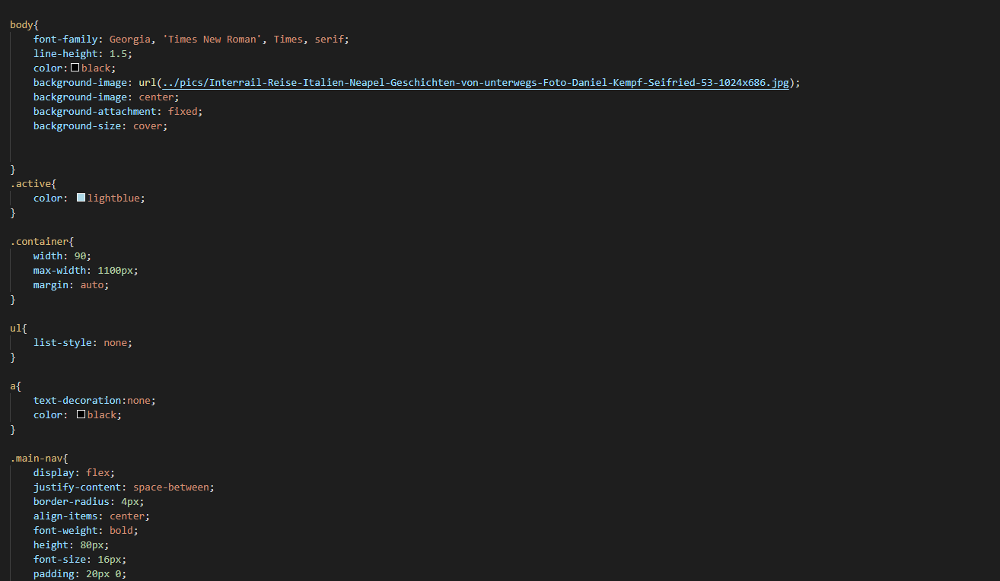 body{
    font-family: Georgia, 'Times New Roman', Times, serif;
    line-height: 1.5;
    color:black;
    background-image: url(../pics/Interrail-Reise-Italien-Neapel-Geschichten-von-unterwegs-Foto-Daniel-Kempf-Seifried-53-1024x686.jpg);
    background-image: center;
    background-attachment: fixed;
    background-size: cover;
}
.active{
    color: lightblue;
}
.container{
    width: 90;
    max-width: 1100px;
    margin: auto;
}
ul{
    list-style: none;
}
a{
    text-decoration:none;
    color: black;
}
.main-nav{
    display: flex;
    justify-content: space-between;
    border-radius: 4px;
    align-items: center;
    font-weight: bold;
    height: 80px;
    font-size: 16px;
    padding: 20px 0;